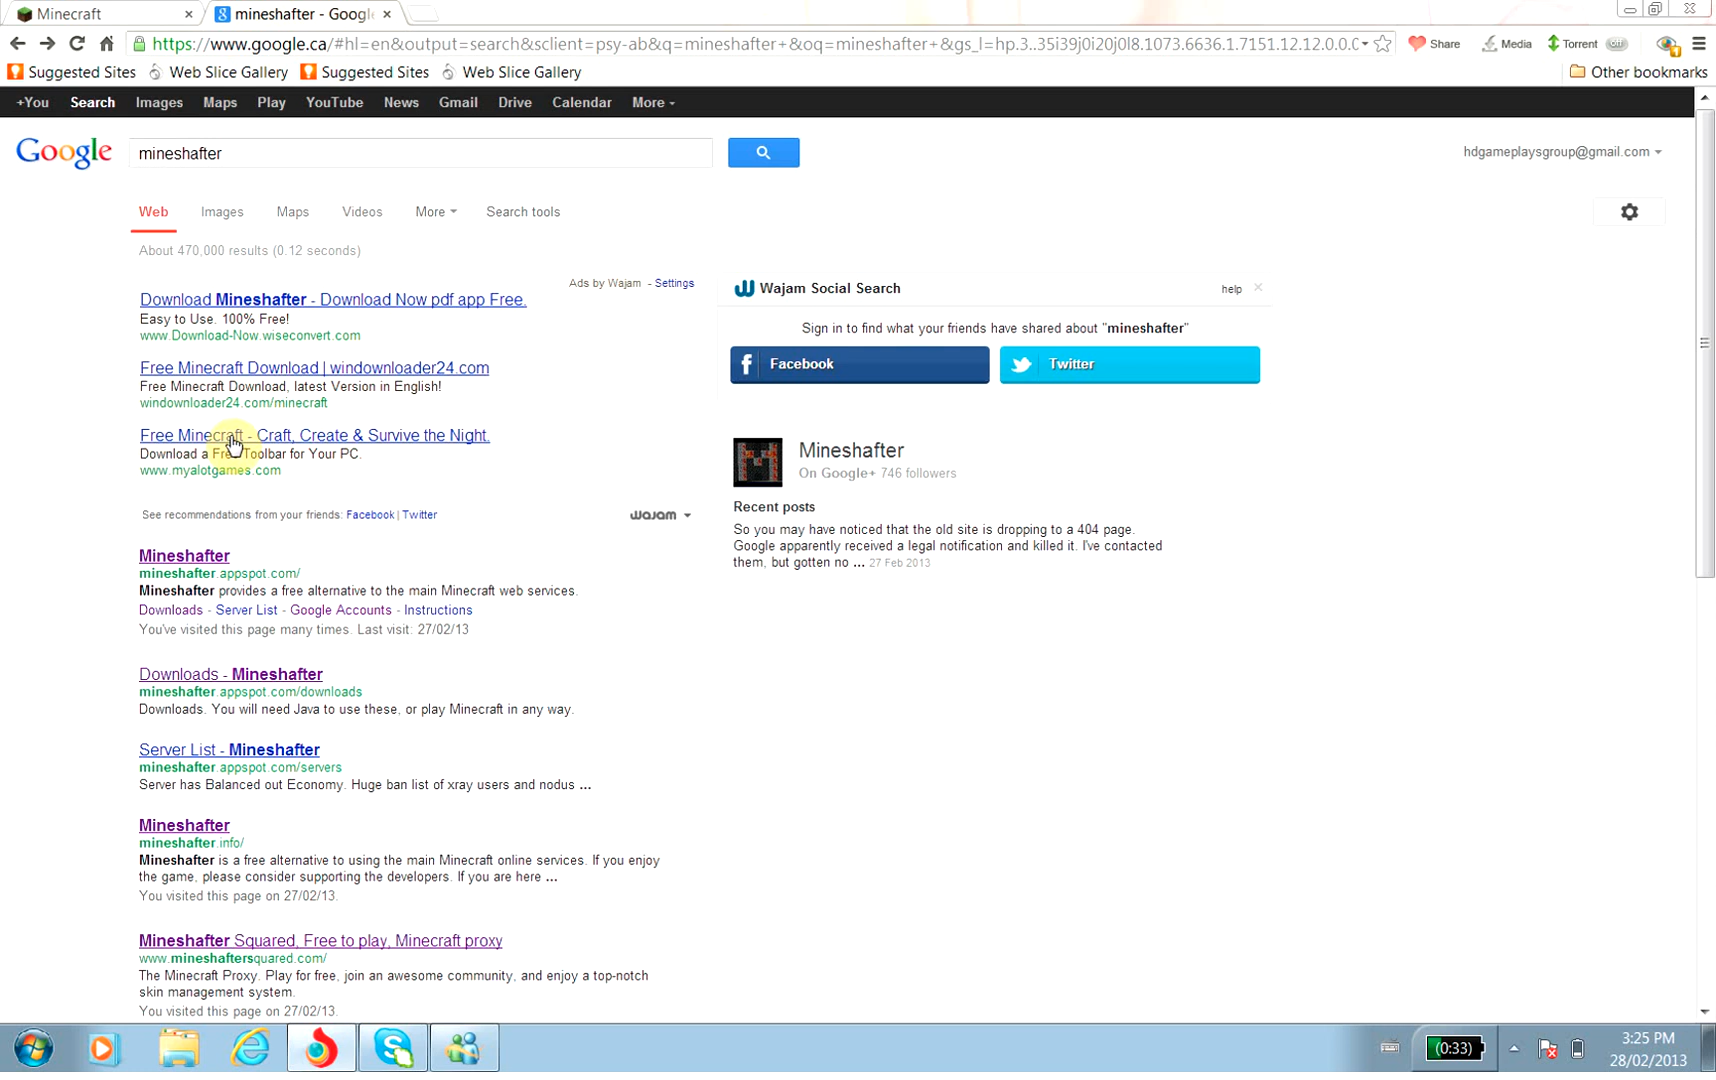 Minecraft
mineshafter - Google
https://www.google.ca/#hl=en&output=search&sclient=psy-ab&q=mineshafter+&oq=mineshafter+&gs_l=hp.3..35i39j0i20j0l8.1073.6636.1.7151.12.12.0.0.0.0
Share
Media
Torrent
off
Suggested Sites
Web Slice Gallery
Suggested Sites
Web Slice Gallery
Other bookmarks
+You Search Images Maps Play YouTube News Gmail Drive Calendar More
Google
mineshafter
hdgameplaysgroup@gmail.com
Web Images Maps Videos More Search tools
About 470,000 results (0.12 seconds)
Ads by Wajam - Settings
Download Mineshafter - Download Now pdf app Free.
Easy to Use. 100% Free!
www.Download-Now.wiseconvert.com
Free Minecraft Download | windownloader24.com
Free Minecraft Download, latest Version in English!
windownloader24.com/minecraft
Free Minecraft - Craft, Create & Survive the Night.
Download a Free Toolbar for Your PC.
www.myalotgames.com
See recommendations from your friends: Facebook | Twitter
wajam
Mineshafter
mineshafter.appspot.com/
Mineshafter provides a free alternative to the main Minecraft web services.
Downloads - Server List - Google Accounts - Instructions
You've visited this page many times. Last visit: 27/02/13
Downloads - Mineshafter
mineshafter.appspot.com/downloads
Downloads. You will need Java to use these, or play Minecraft in any way.
Server List - Mineshafter
mineshafter.appspot.com/servers
Server has Balanced out Economy. Huge ban list of xray users and nodus ...
Mineshafter
mineshafter.info/
Mineshafter is a free alternative to using the main Minecraft online services. If you enjoy
the game, please consider supporting the developers. If you are here ...
You visited this page on 27/02/13.
Mineshafter Squared, Free to play, Minecraft proxy
www.mineshaftersquared.com/
The Minecraft Proxy. Play for free, join an awesome community, and enjoy a top-notch
skin management system.
You visited this page on 27/02/13.
Wajam Social Search
help
Sign in to find what your friends have shared about "mineshafter"
Facebook
Twitter
Mineshafter
On Google+ 746 followers
Recent posts
So you may have noticed that the old site is dropping to a 404 page.
Google apparently received a legal notification and killed it. I've contacted
them, but gotten no ... 27 Feb 2013
(0:33)
3:25 PM
28/02/2013